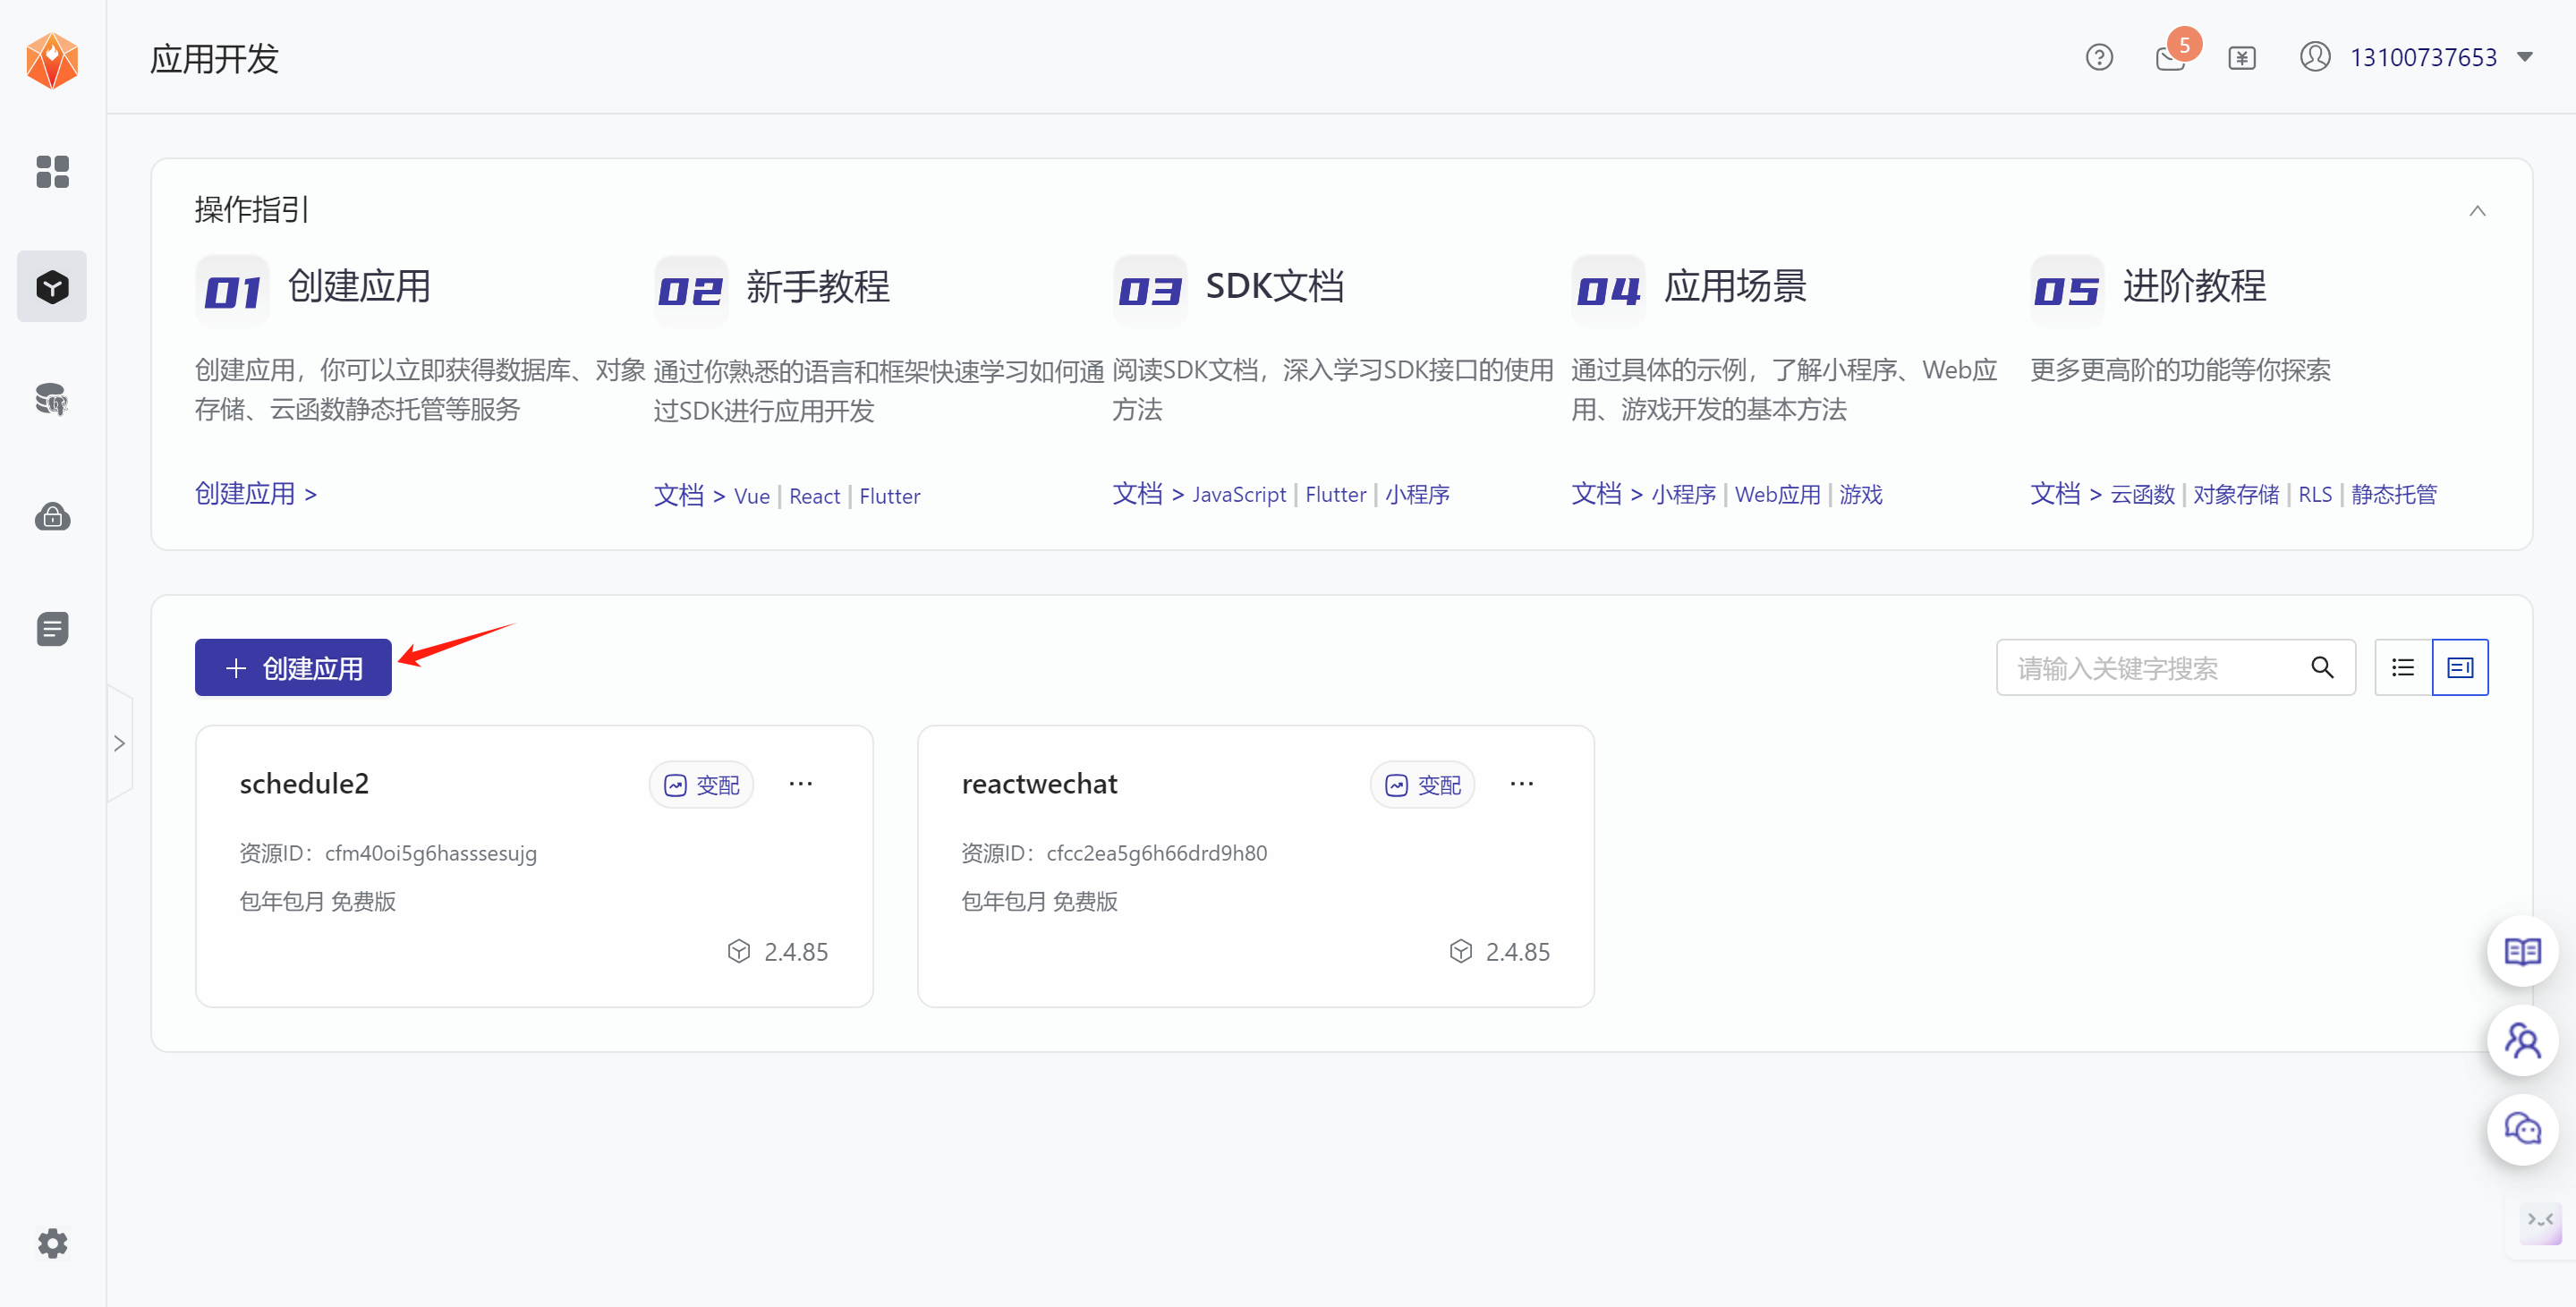 应用开发
5
13100737653
操作指引
01 创建应用
创建应用，你可以立即获得数据库、对象
存储、云函数静态托管等服务
创建应用 >
02 新手教程
通过你熟悉的语言和框架快速学习如何通
过SDK进行应用开发
文档 > Vue | React | Flutter
03 SDK文档
阅读SDK文档，深入学习SDK接口的使用
方法
文档 > JavaScript | Flutter | 小程序
04 应用场景
通过具体的示例，了解小程序、Web应
用、游戏开发的基本方法
文档 > 小程序 | Web应用 | 游戏
05 进阶教程
更多更高阶的功能等你探索
文档 > 云函数 | 对象存储 | RLS | 静态托管
+ 创建应用
请输入关键字搜索
schedule2
变配 ...
资源ID：cfm40oi5g6hasssesujg
包年包月 免费版
2.4.85
reactwechat
变配 ...
资源ID：cfcc2ea5g6h66drd9h80
包年包月 免费版
2.4.85